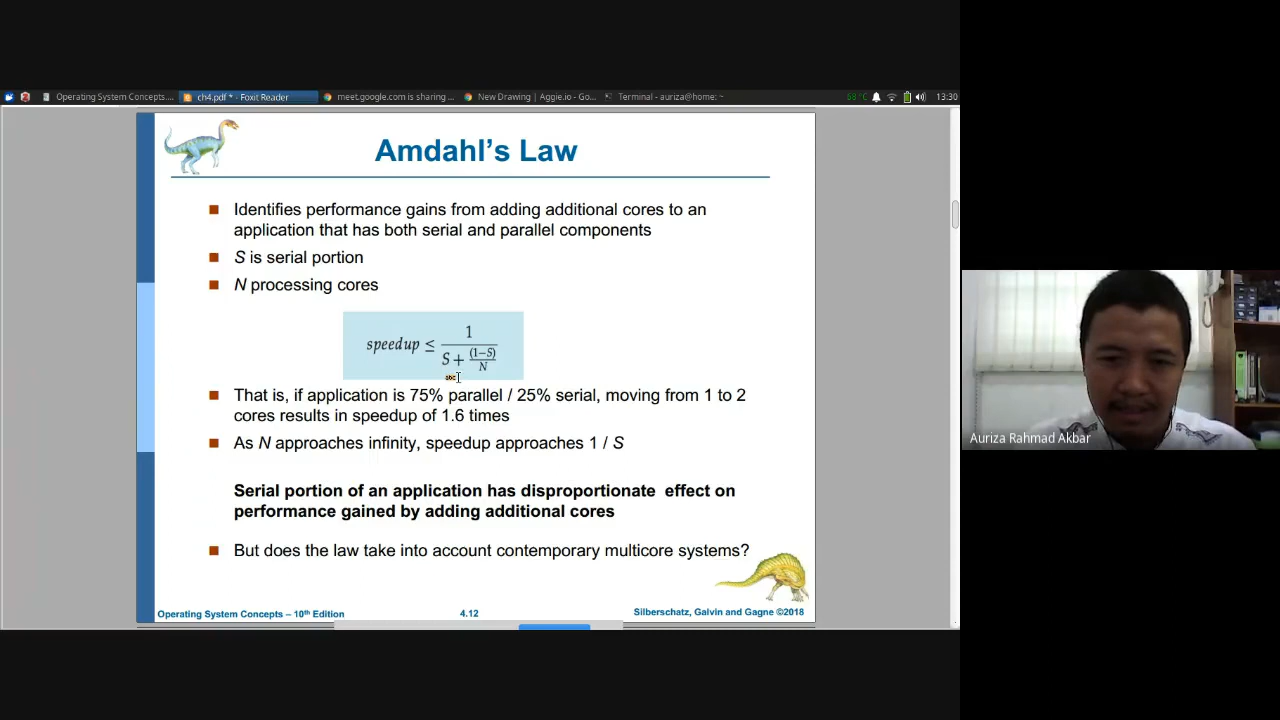 Operating System Concepts....
ch4.pdf * - Foxit Reader
meet.google.com is sharing ...
New Drawing | Aggie.io - Go...
Terminal - auriza@home: ~
68°C
13:30
Amdahl's Law
Identifies performance gains from adding additional cores to an
application that has both serial and parallel components
S is serial portion
N processing cores
speedup ≤ 1 / (S + (1−S) / N)
abc
That is, if application is 75% parallel / 25% serial, moving from 1 to 2
cores results in speedup of 1.6 times
As N approaches infinity, speedup approaches 1 / S
Serial portion of an application has disproportionate effect on
performance gained by adding additional cores
But does the law take into account contemporary multicore systems?
Operating System Concepts – 10th Edition
4.12
Silberschatz, Galvin and Gagne ©2018
Auriza Rahmad Akbar